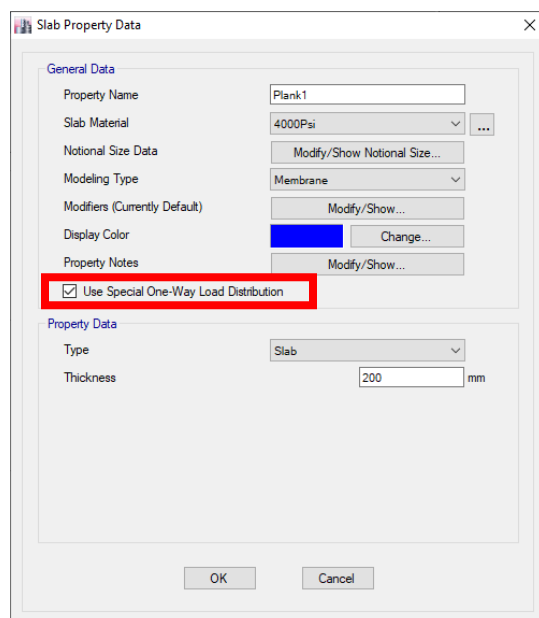 Slab Property Data
General Data
Property Name Plank1
Slab Material 4000Psi ...
Notional Size Data Modify/Show Notional Size...
Modeling Type Membrane
Modifiers (Currently Default) Modify/Show...
Display Color Change...
Property Notes Modify/Show...
Use Special One-Way Load Distribution
Property Data
Type Slab
Thickness 200 mm
OK Cancel